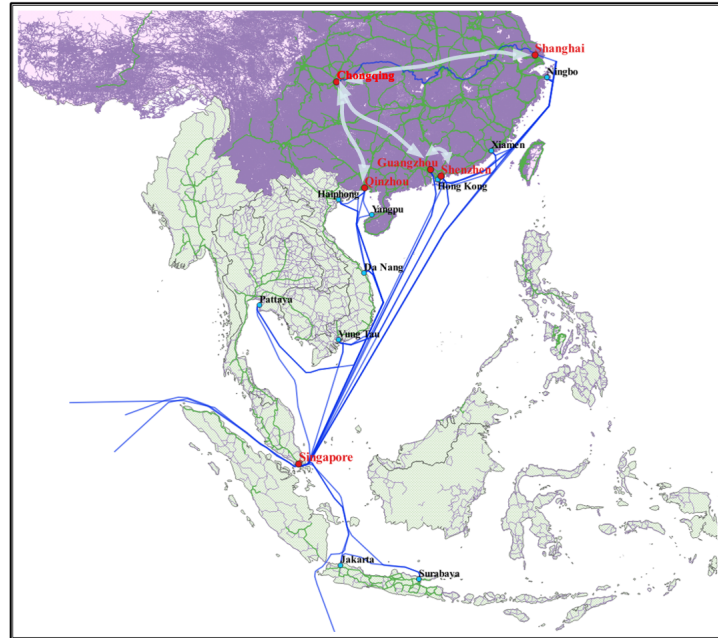 Shanghai
Chongqing
Ningbo
Xiamen
Guangzhou
Shenzhen
Qinzhou
Hong Kong
Haiphong
Yangpu
Da Nang
Pattaya
Vung Tau
Singapore
Jakarta
Surabaya